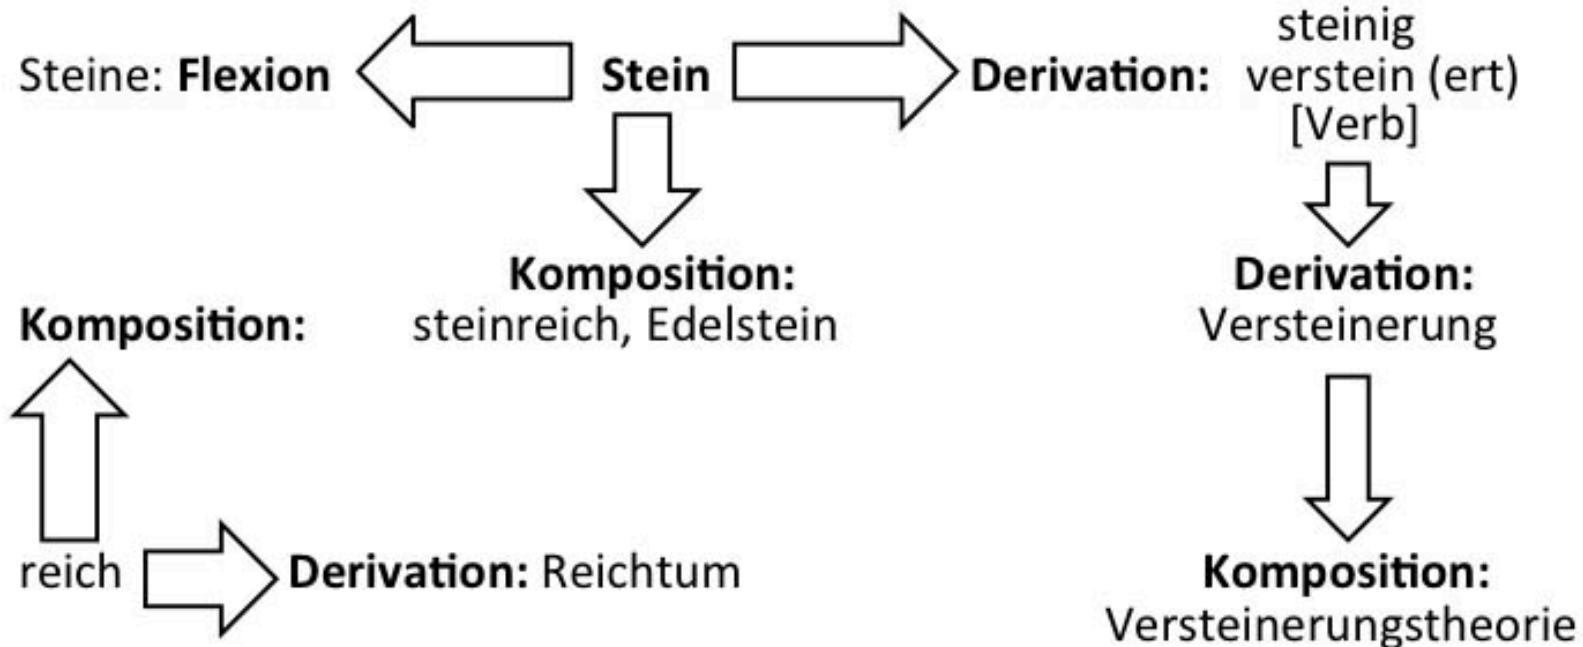 steinig
Steine: Flexion Stein Derivation: verstein (ert)
[Verb]
Komposition: Derivation:
Komposition: steinreich, Edelstein Versteinerung
reich Derivation: Reichtum Komposition:
Versteinerungstheorie